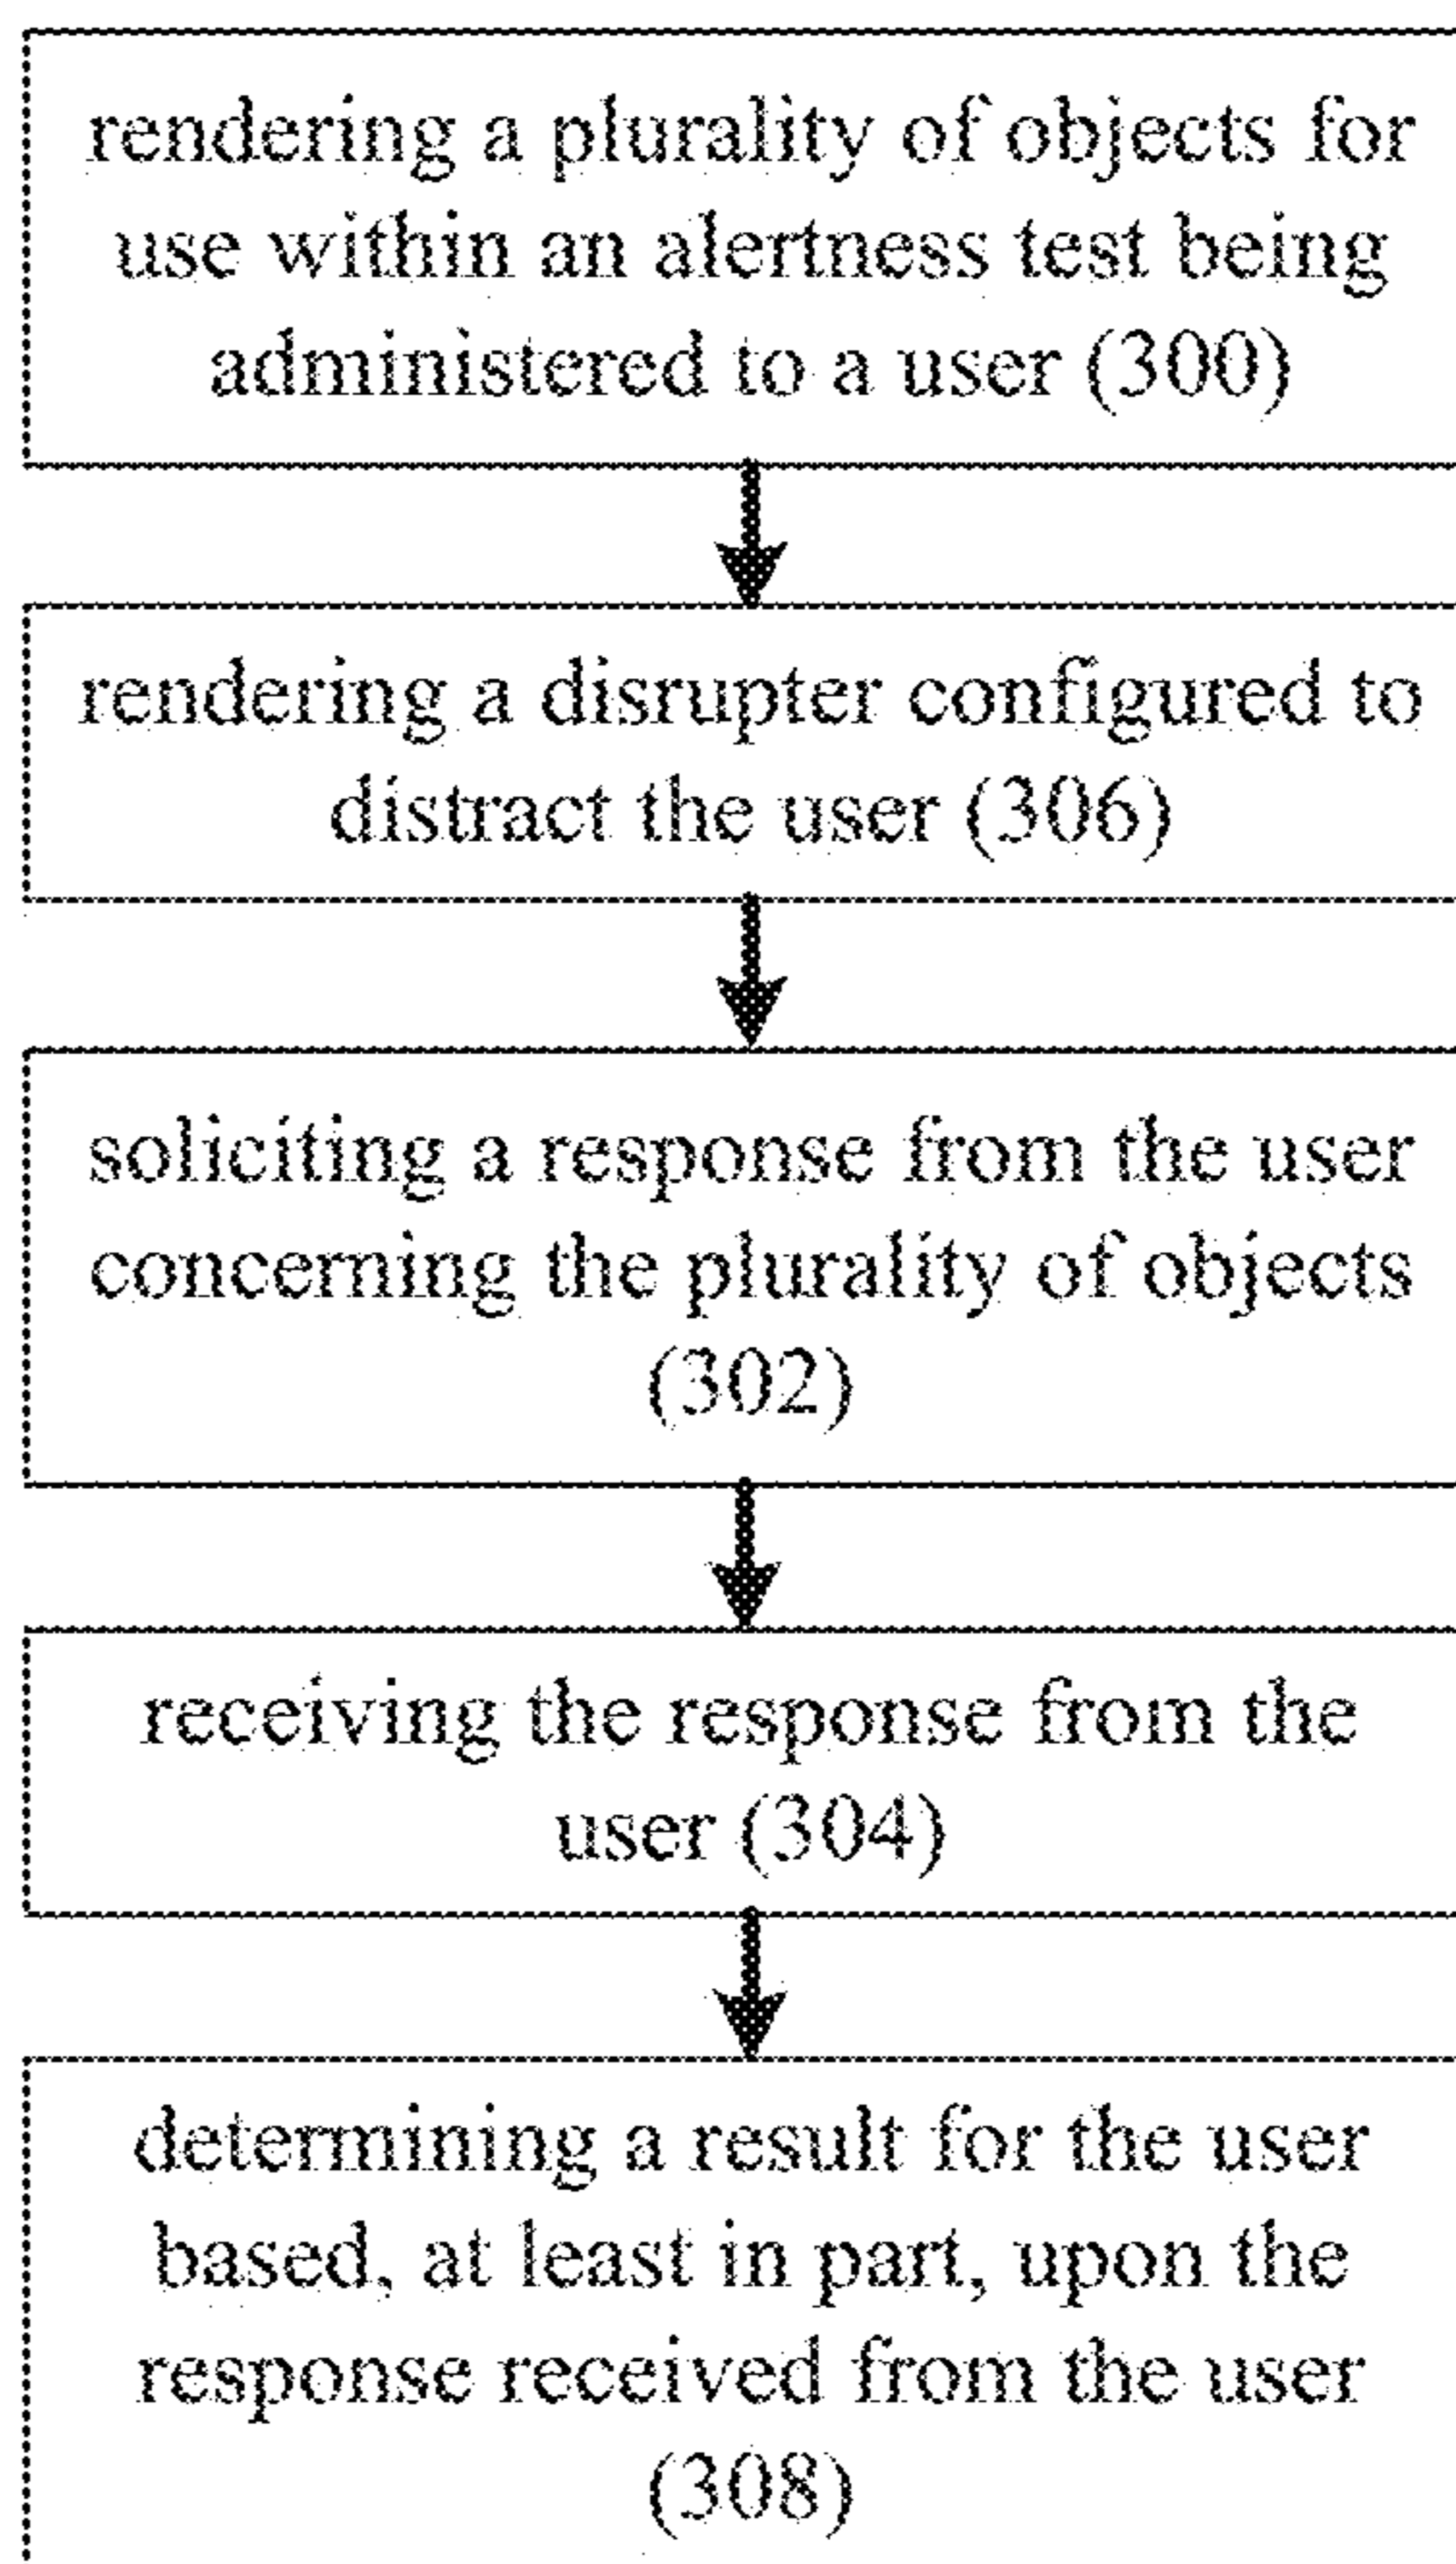 rendering a plurality of objects for
use within an alertness test being
administered to a user (300)
rendering a disrupter configured to
distract the user (306)
soliciting a response from the user
concerning the plurality of objects
(302)
receiving the response from the
user (304)
determining a result for the user
based, at least in part, upon the
response received from the user
(308)